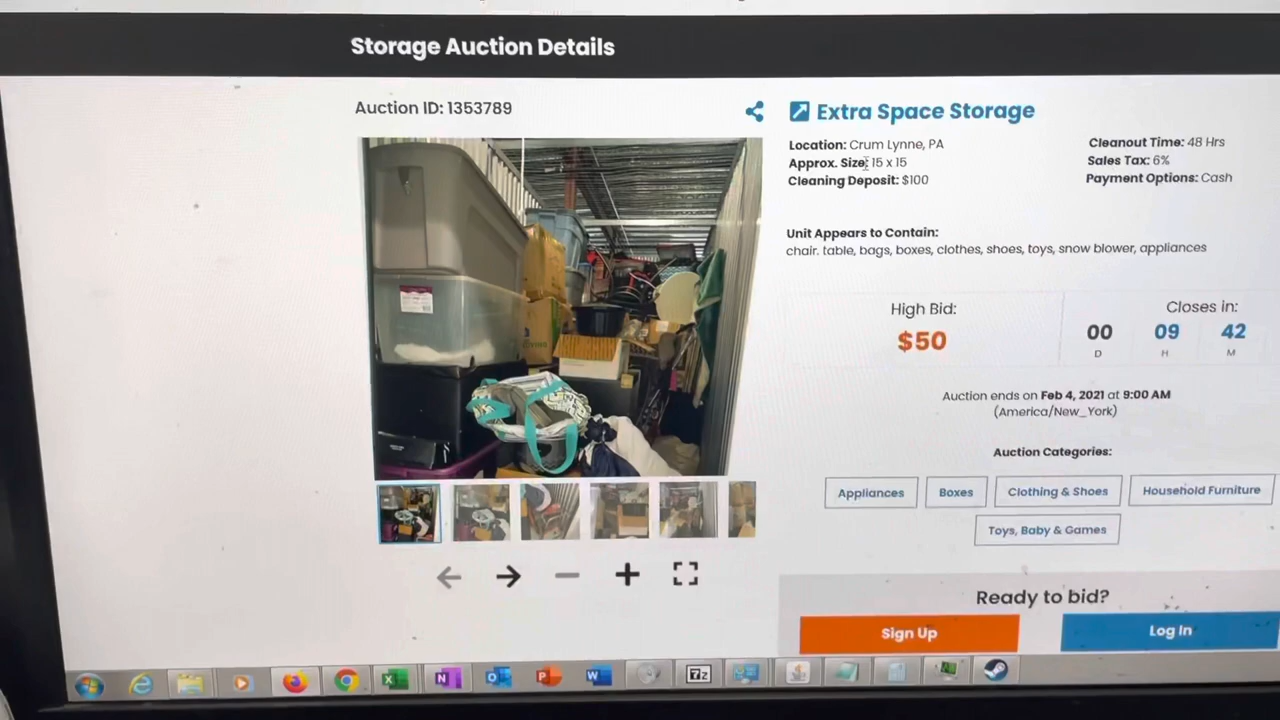 Storage Auction Details
Auction ID: 1353789
Extra Space Storage
Location: Crum Lynne, PA
Approx. Size: 15 x 15
Cleaning Deposit: $100
Cleanout Time: 48 Hrs
Sales Tax: 6%
Payment Options: Cash
Unit Appears to Contain:
chair. table, bags, boxes, clothes, shoes, toys, snow blower, appliances
High Bid:
$50
Closes in:
00 09 42
D H M
Auction ends on Feb 4, 2021 at 9:00 AM
(America/New_York)
Auction Categories:
Appliances Boxes Clothing & Shoes Household Furniture
Toys, Baby & Games
Ready to bid?
Sign Up Log In
7z